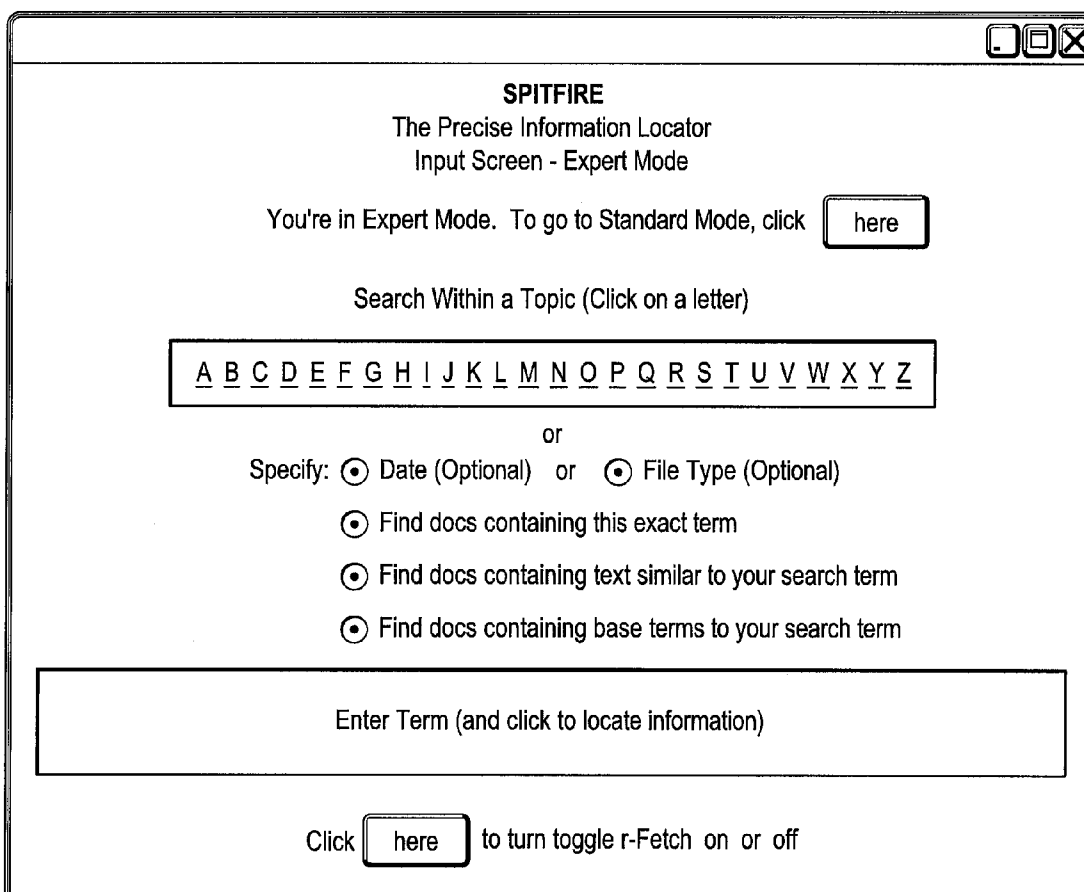 SPITFIRE
The Precise Information Locator
Input Screen - Expert Mode
You're in Expert Mode. To go to Standard Mode, click here
Search Within a Topic (Click on a letter)
A B C D E F G H I J K L M N O P Q R S T U V W X Y Z
or
Specify: Date (Optional) or File Type (Optional)
Find docs containing this exact term
Find docs containing text similar to your search term
Find docs containing base terms to your search term
Enter Term (and click to locate information)
Click here to turn toggle r-Fetch on or off